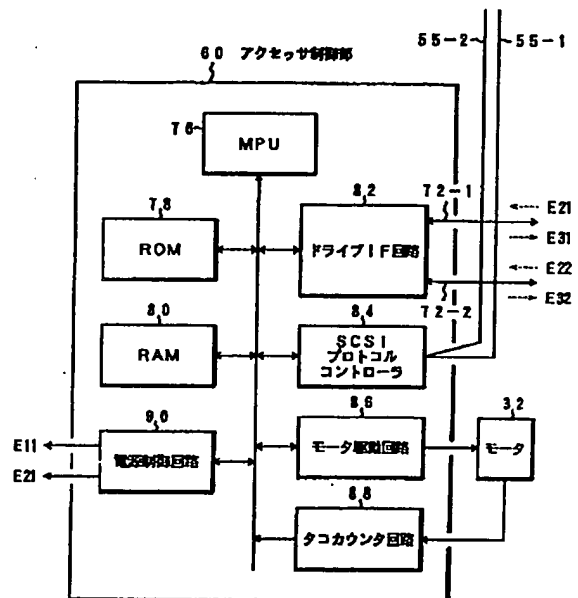 55-2 55-1
60 アクセッサ制御部
76
MPU
78
ROM
82
ドライブIF回路
72-1
E21
E31
E22
E32
72-2
80
RAM
84
SCSI
プロトコル
コントローラ
90
電源制御回路
E11
E21
86
モータ駆動回路
32
モータ
88
タコカウンタ回路